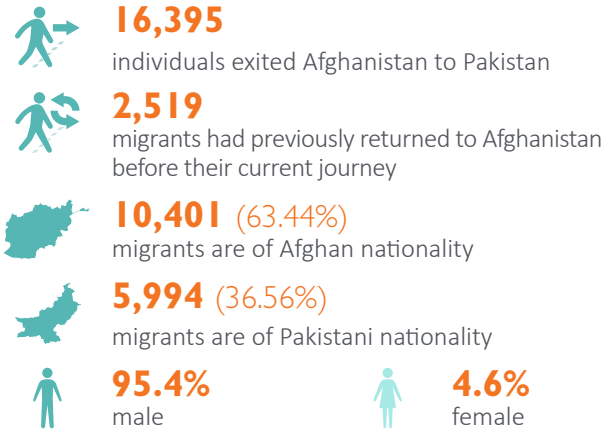 16,395
individuals exited Afghanistan to Pakistan
2,519
migrants had previously returned to Afghanistan
before their current journey
10,401 (63.44%)
migrants are of Afghan nationality
5,994 (36.56%)
migrants are of Pakistani nationality
95.4%
male
4.6%
female